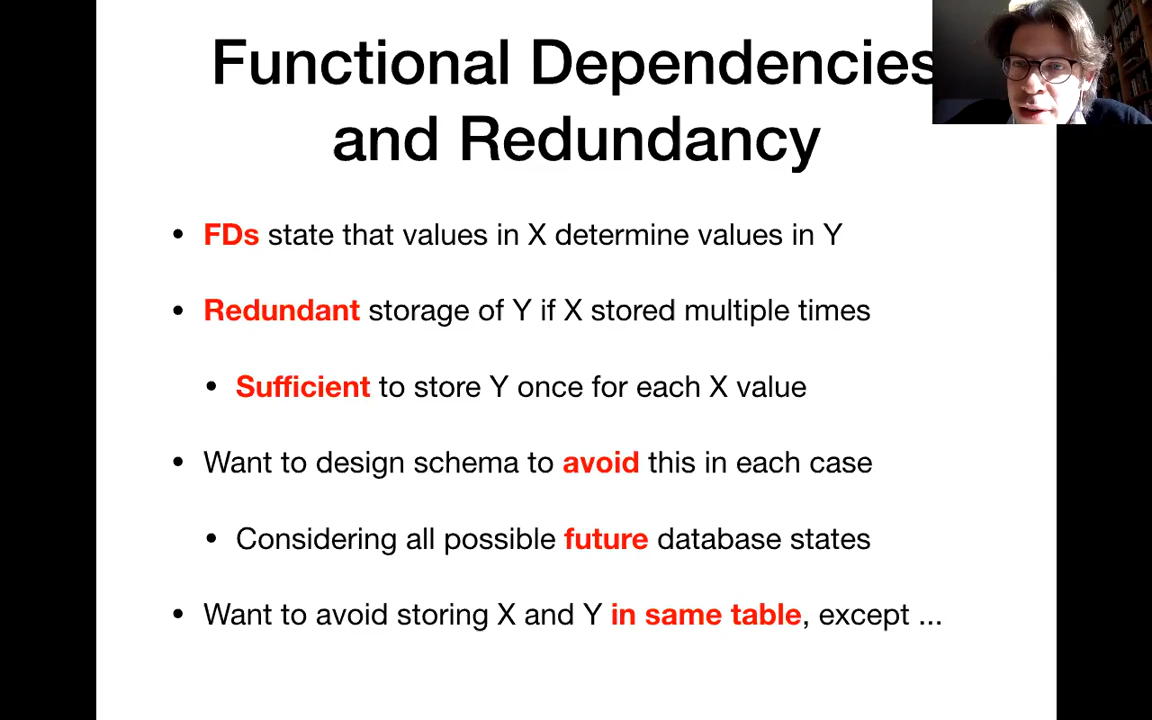 Functional Dependencies
and Redundancy
• FDs state that values in X determine values in Y
• Redundant storage of Y if X stored multiple times
• Sufficient to store Y once for each X value
• Want to design schema to avoid this in each case
• Considering all possible future database states
• Want to avoid storing X and Y in same table, except ...